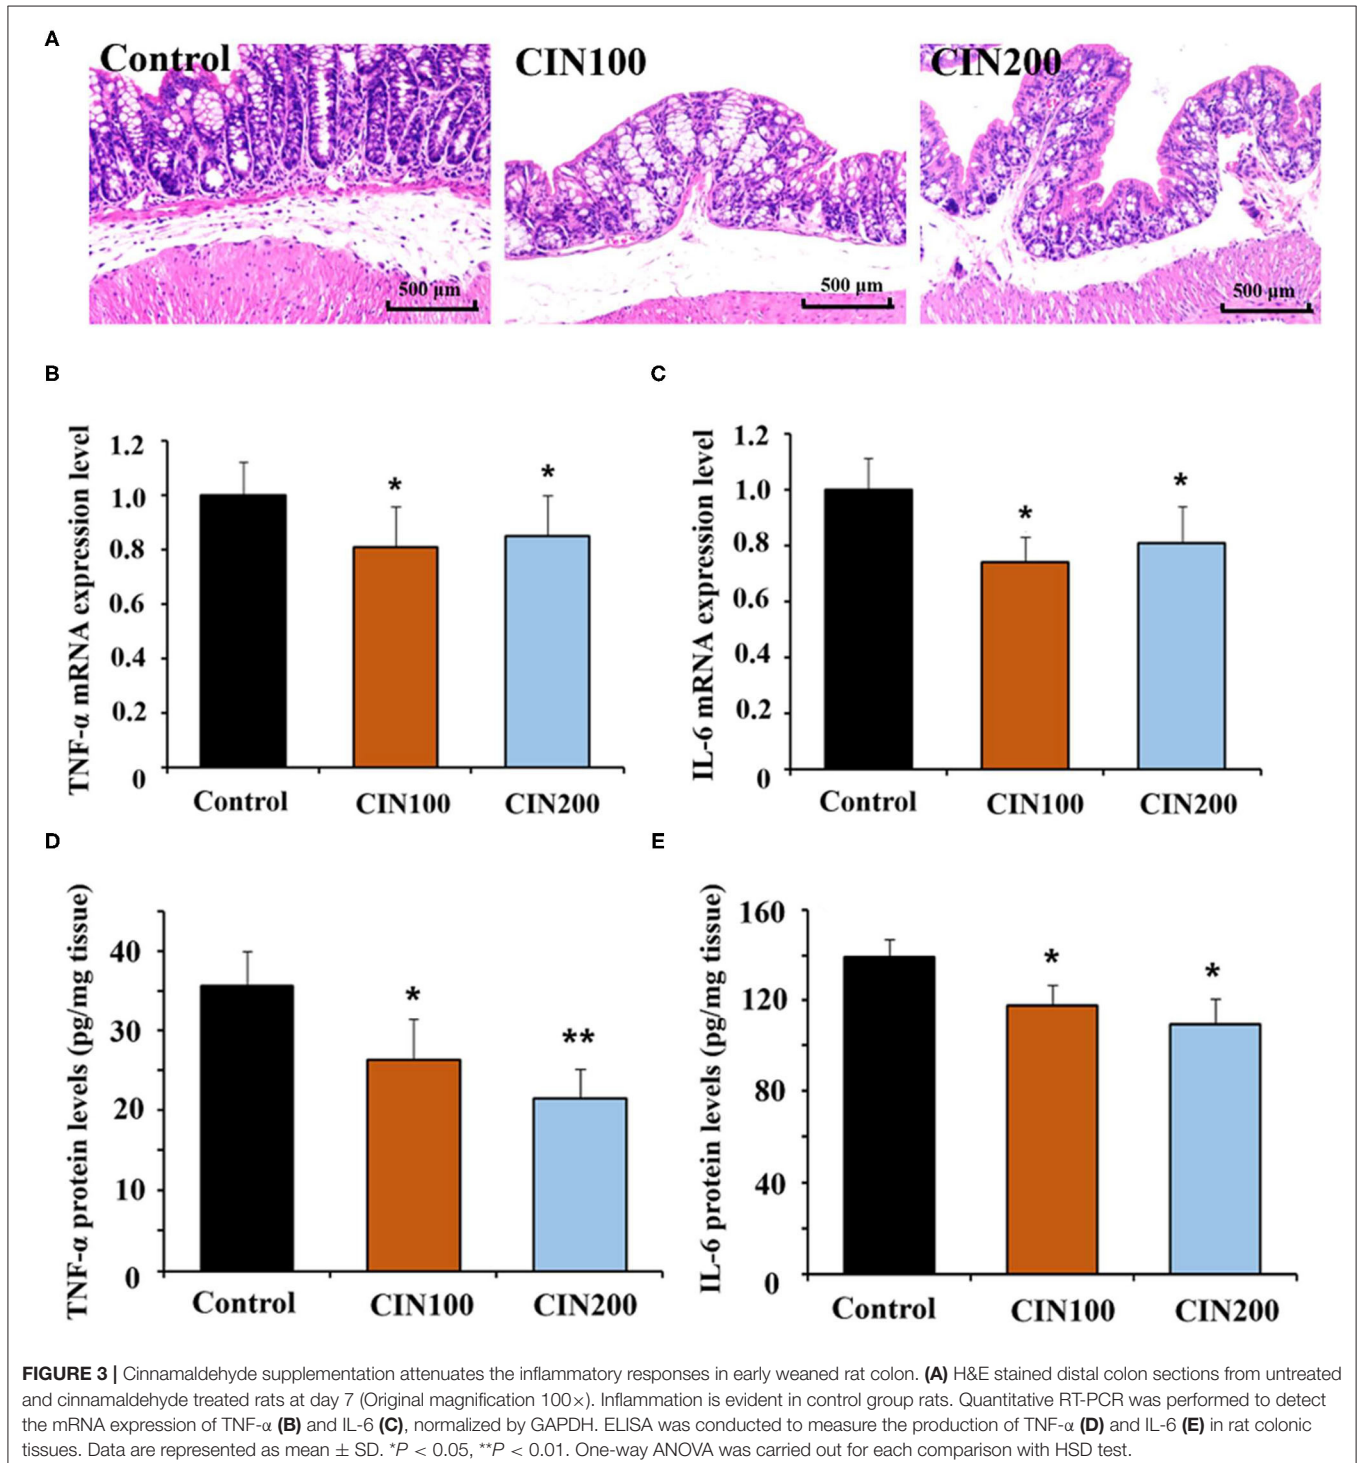 A
Control
CIN100
CIN200
500 μm
500 μm
500 μm
B
TNF-α mRNA expression level
1.2
1.0
0.8
0.6
0.4
0.2
0
*
*
Control
CIN100
CIN200
C
IL-6 mRNA expression level
1.2
1.0
0.8
0.6
0.4
0.2
0
*
*
Control
CIN100
CIN200
D
TNF-α protein levels (pg/mg tissue)
40
30
20
10
0
*
**
Control
CIN100
CIN200
E
IL-6 protein levels (pg/mg tissue)
160
120
80
40
0
*
*
Control
CIN100
CIN200
FIGURE 3 | Cinnamaldehyde supplementation attenuates the inflammatory responses in early weaned rat colon. (A) H&E stained distal colon sections from untreated
and cinnamaldehyde treated rats at day 7 (Original magnification 100×). Inflammation is evident in control group rats. Quantitative RT-PCR was performed to detect
the mRNA expression of TNF-α (B) and IL-6 (C), normalized by GAPDH. ELISA was conducted to measure the production of TNF-α (D) and IL-6 (E) in rat colonic
tissues. Data are represented as mean ± SD. *P < 0.05, **P < 0.01. One-way ANOVA was carried out for each comparison with HSD test.